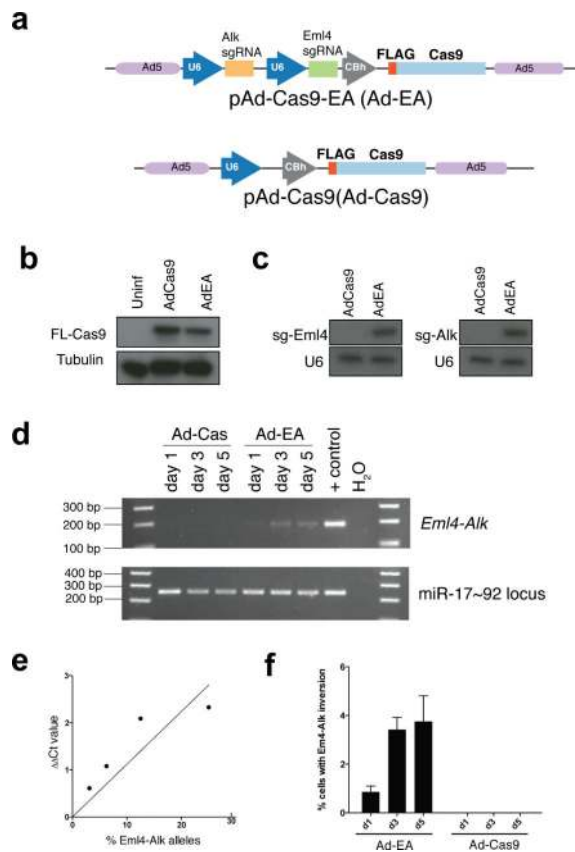 a
Alk
sgRNA
Eml4
sgRNA
FLAG Cas9
Ad5 U6 U6 CBh Ad5
pAd-Cas9-EA (Ad-EA)
FLAG Cas9
Ad5 U6 CBh Ad5
pAd-Cas9(Ad-Cas9)
b
Uninf
AdCas9
AdEA
FL-Cas9
Tubulin
c
AdCas9
AdEA
sg-Eml4
U6
AdCas9
AdEA
sg-Alk
U6
d
Ad-Cas Ad-EA
day 1
day 3
day 5
day 1
day 3
day 5
+ control
H2O
300 bp
200 bp
100 bp
Eml4-Alk
400 bp
300 bp
200 bp
miR-17~92 locus
e
ΔΔCt value
3
2
1
0
0 10 20 30
% Eml4-Alk alleles
f
% cells with Em4-Alk inversion
6
4
2
0
d1 d3 d5 d1 d3 d5
Ad-EA Ad-Cas9